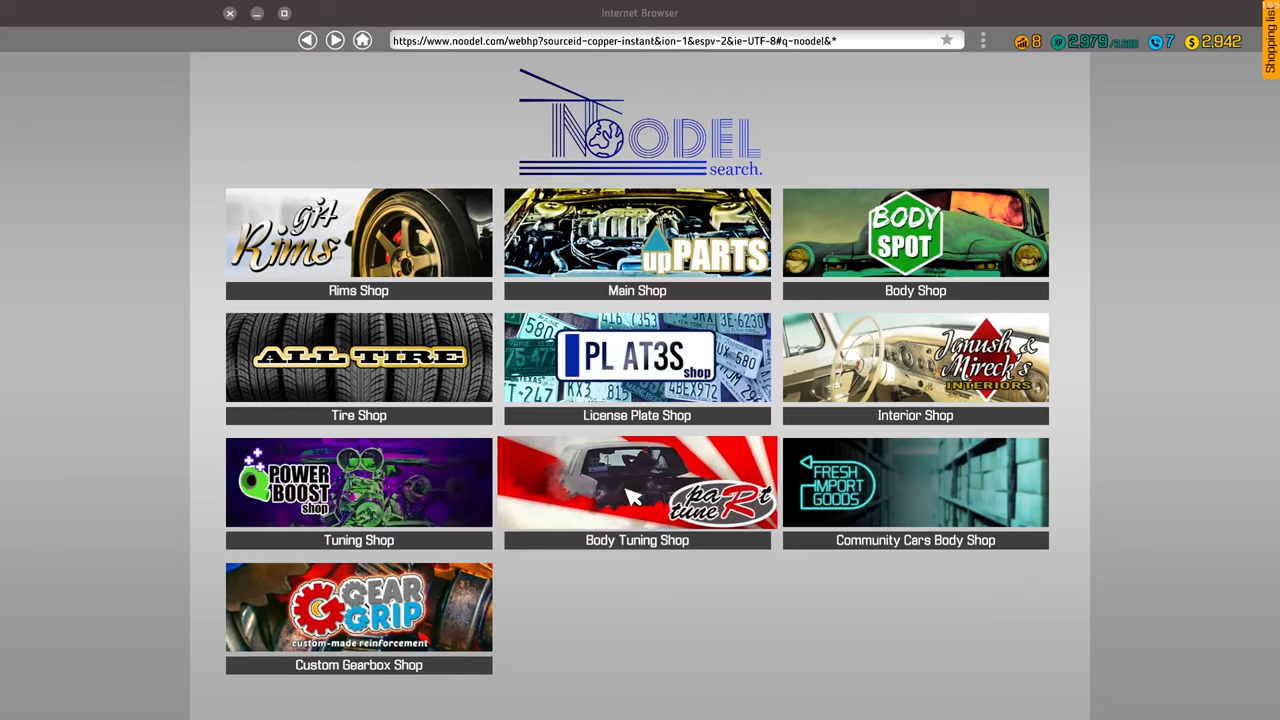 Internet Browser
https://www.noodel.com/webhp?sourceid-copper-instant&ion-1&espv-2&ie-UTF-8#q-noodel&*
8 2,979/3,600 7 $ 2,942
Shopping list
NOODEL
search.
gj4
Rims
upPARTS
BODY
SPOT
Rims Shop
Main Shop
Body Shop
ALL TIRE
PL AT3S
shop
Janush &
Mireck's
INTERIORS
Tire Shop
License Plate Shop
Interior Shop
POWER
BOOST
shop
paRt
tuneR
FRESH
IMPORT
GOODS
Tuning Shop
Body Tuning Shop
Community Cars Body Shop
GEAR
GRIP
custom-made reinforcement
Custom Gearbox Shop